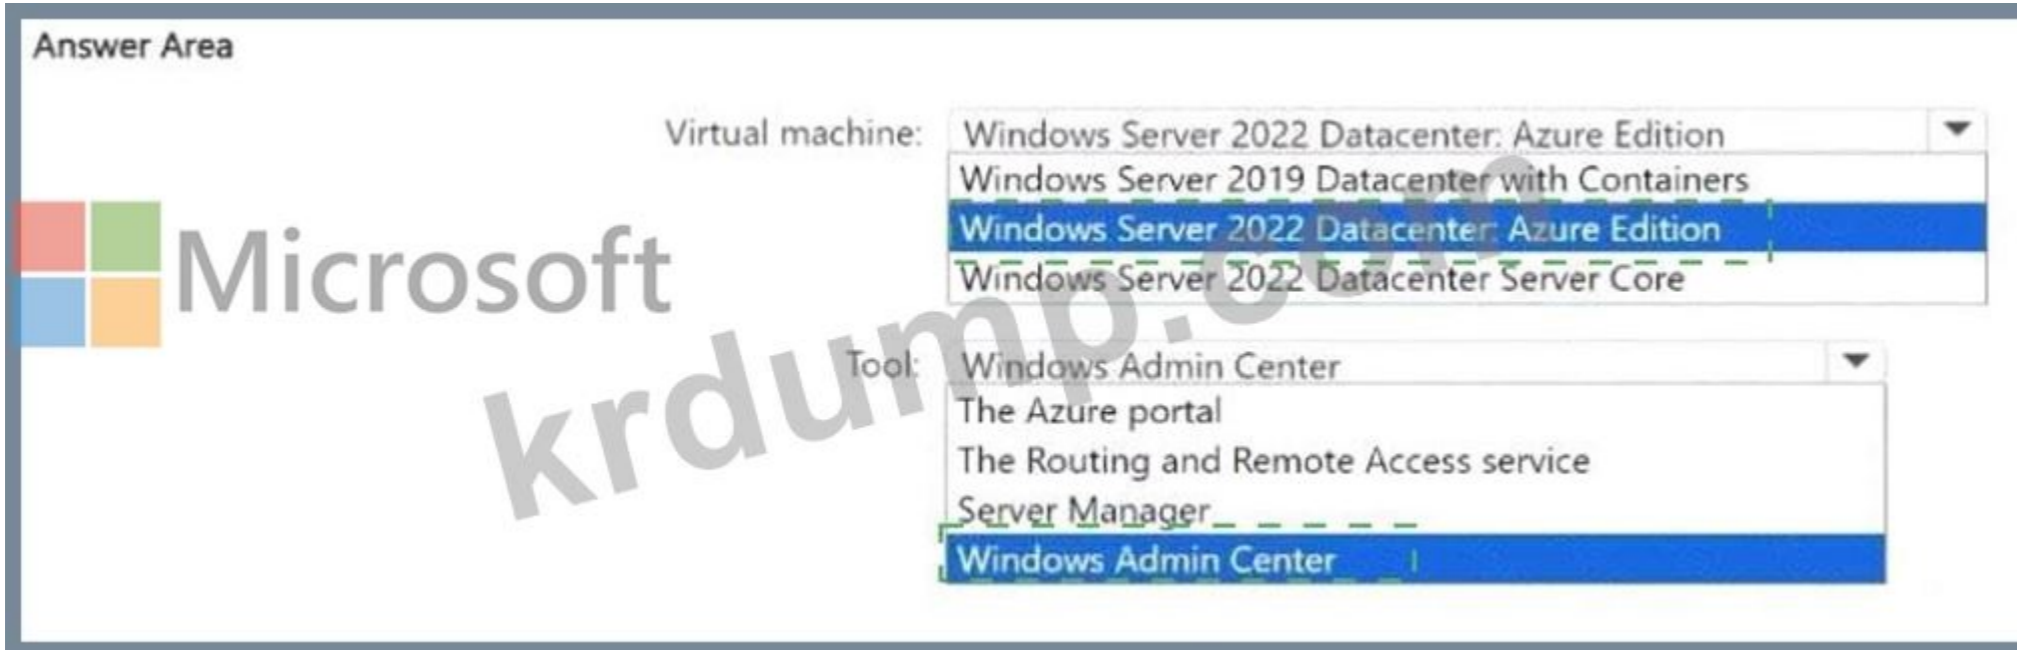 Answer Area
Virtual machine: Windows Server 2022 Datacenter: Azure Edition
Windows Server 2019 Datacenter with Containers
Windows Server 2022 Datacenter: Azure Edition
Windows Server 2022 Datacenter Server Core
Microsoft
krdump.com
Tool: Windows Admin Center
The Azure portal
The Routing and Remote Access service
Server Manager
Windows Admin Center